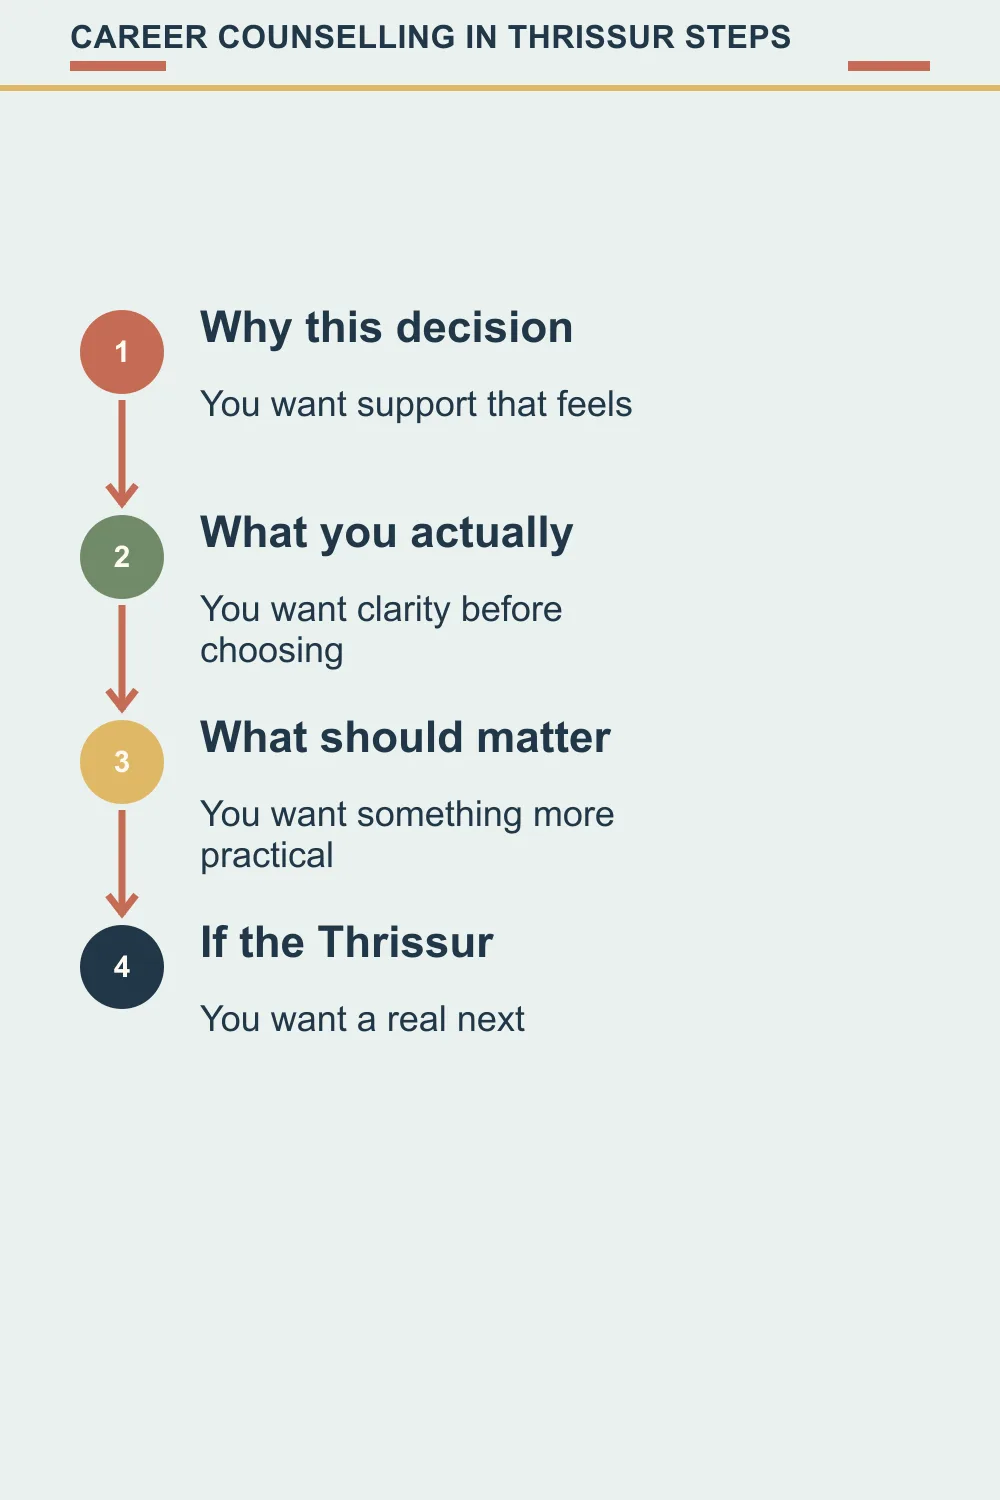 CAREER COUNSELLING IN THRISSUR STEPS
1
Why this decision
You want support that feels
2
What you actually
You want clarity before
choosing
3
What should matter
You want something more
practical
4
If the Thrissur
You want a real next